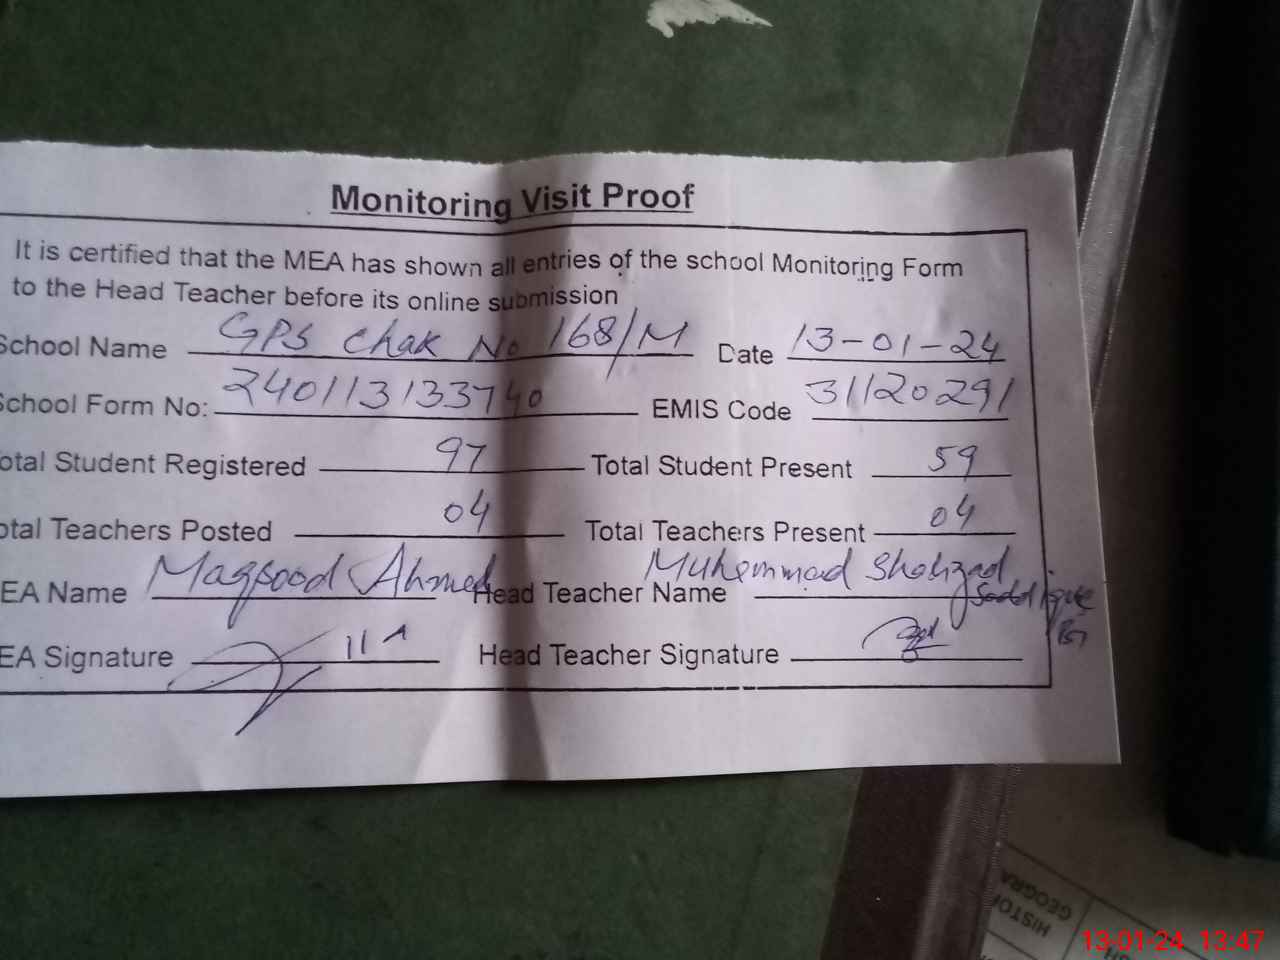 Monitoring Visit Proof
It is certified that the MEA has shown all entries of the school Monitoring Form
to the Head Teacher before its online submission
School Name GPS Chak No 168/M Date 13-01-24
School Form No: 240113133740 EMIS Code 31120291
otal Student Registered 97 Total Student Present 59
otal Teachers Posted 04 Total Teachers Present 04
EA Name Maqsood Ahmed Head Teacher Name Muhemmad Shahzad
Saddique
EA Signature Head Teacher Signature
HISTOR
GEOGRA
13-01-24 13:47